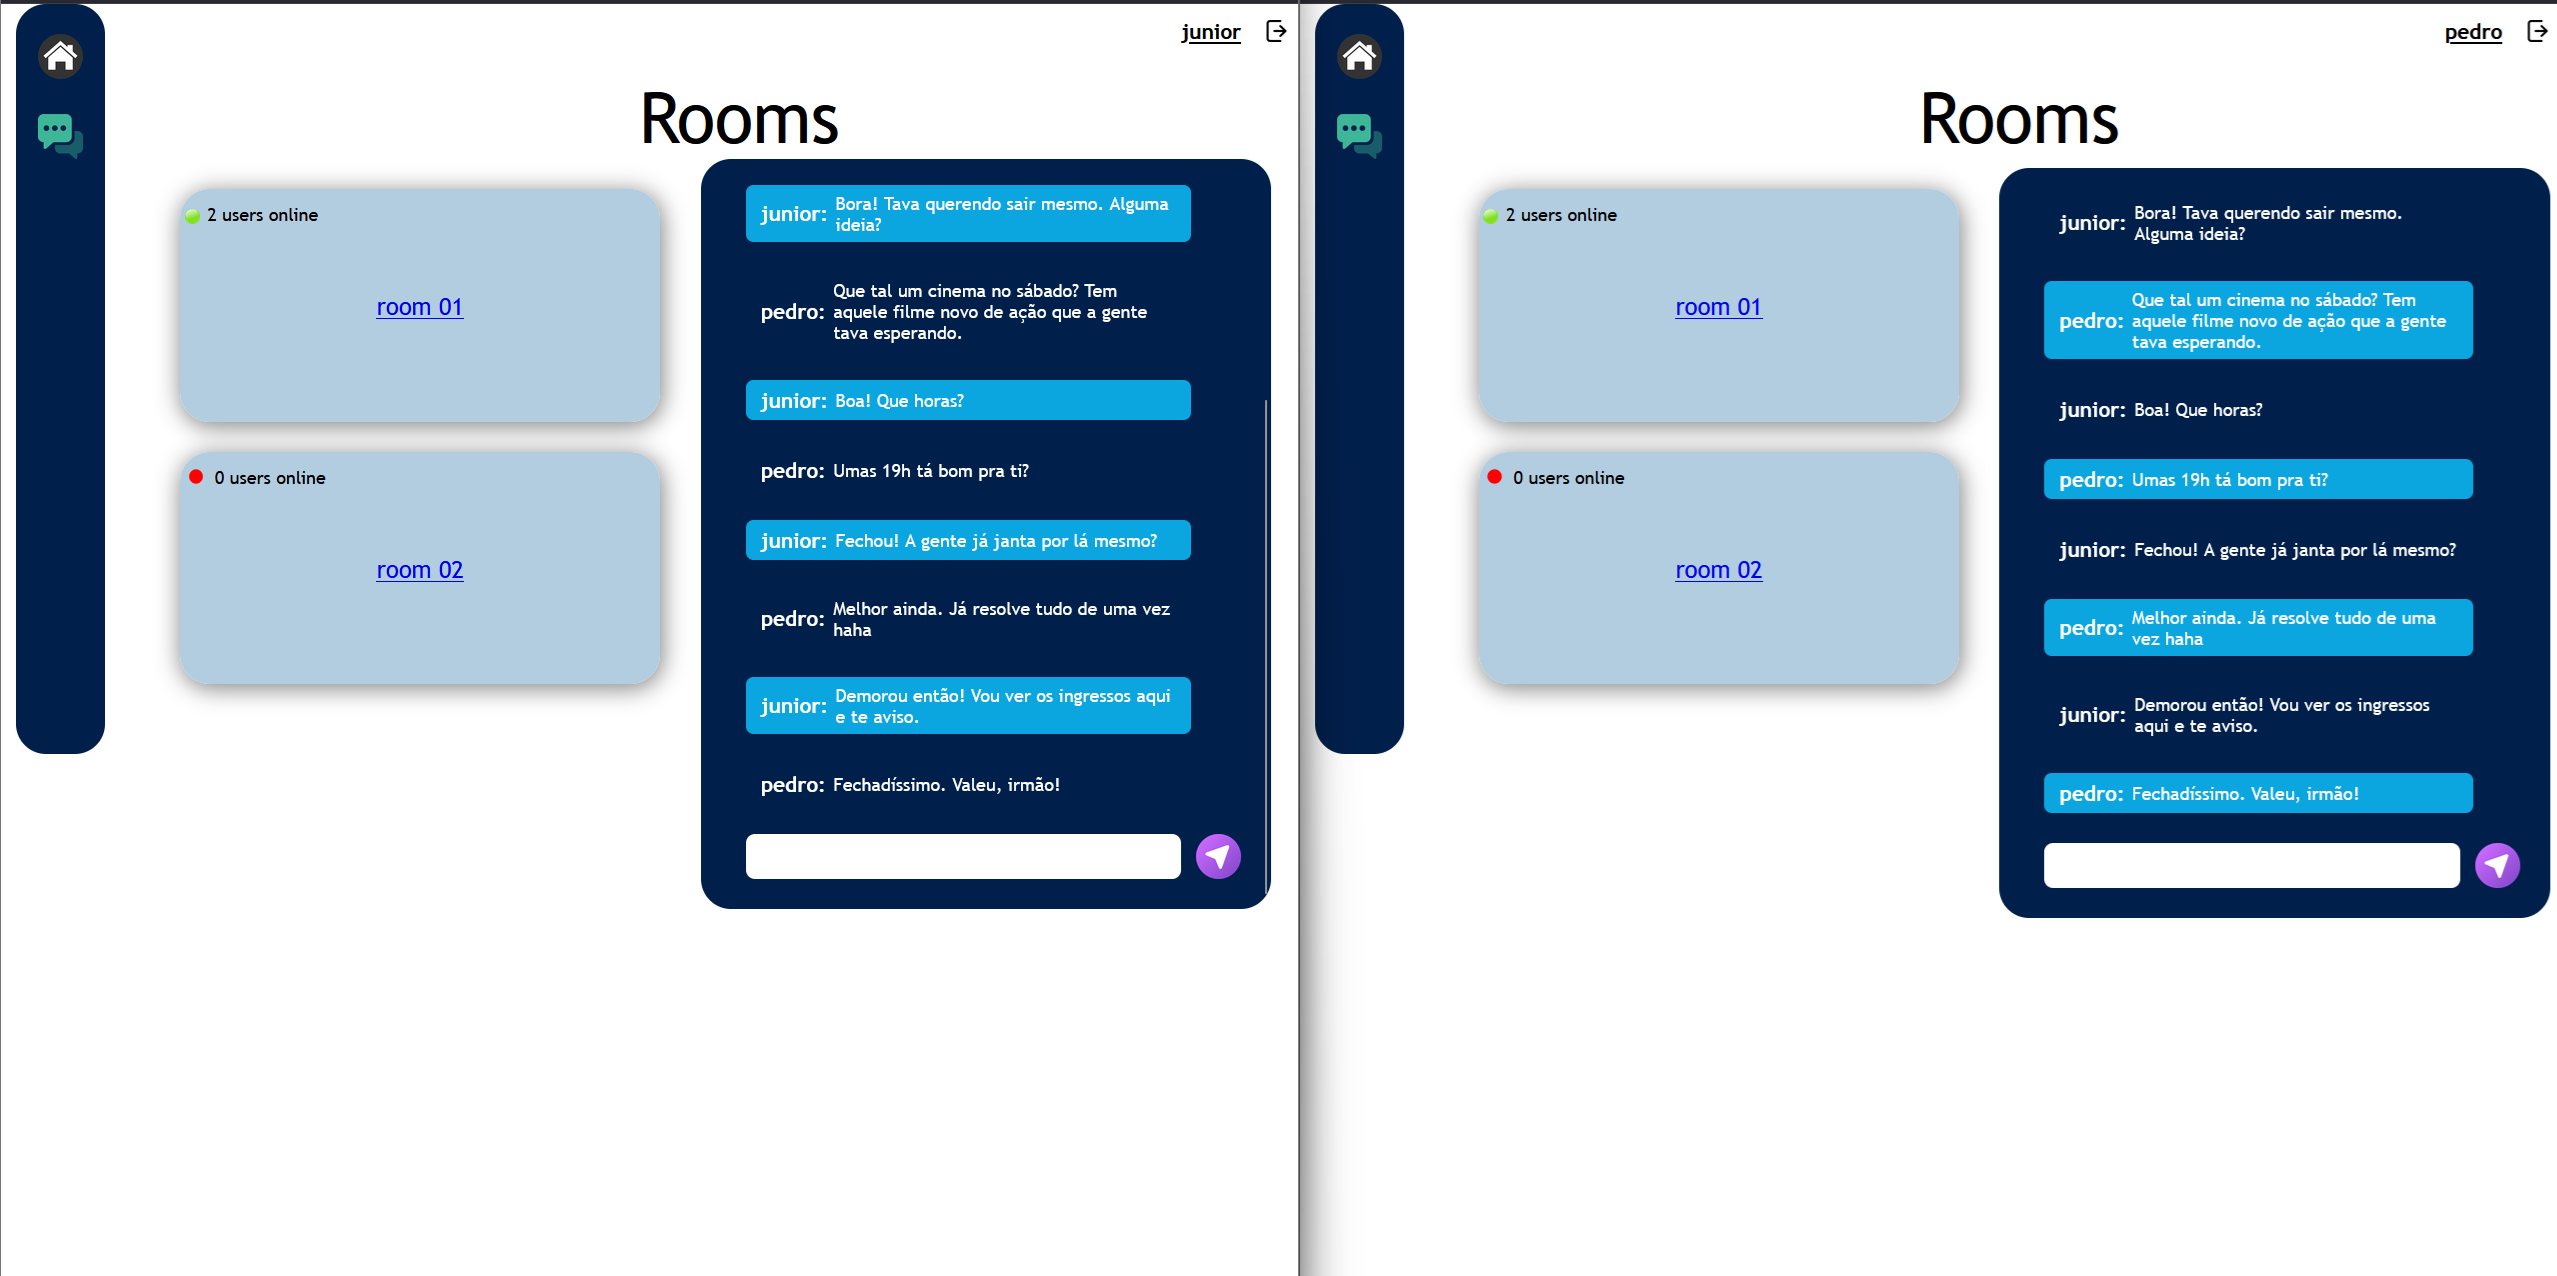 junior
Rooms
2 users online
room 01
0 users online
room 02
junior: Bora! Tava querendo sair mesmo. Alguma
ideia?
pedro: Que tal um cinema no sábado? Tem
aquele filme novo de ação que a gente
tava esperando.
junior: Boa! Que horas?
pedro: Umas 19h tá bom pra ti?
junior: Fechou! A gente já janta por lá mesmo?
pedro: Melhor ainda. Já resolve tudo de uma vez
haha
junior: Demorou então! Vou ver os ingressos aqui
e te aviso.
pedro: Fechadíssimo. Valeu, irmão!
pedro
Rooms
2 users online
room 01
0 users online
room 02
junior: Bora! Tava querendo sair mesmo.
Alguma ideia?
pedro: Que tal um cinema no sábado? Tem
aquele filme novo de ação que a gente
tava esperando.
junior: Boa! Que horas?
pedro: Umas 19h tá bom pra ti?
junior: Fechou! A gente já janta por lá mesmo?
pedro: Melhor ainda. Já resolve tudo de uma
vez haha
junior: Demorou então! Vou ver os ingressos
aqui e te aviso.
pedro: Fechadíssimo. Valeu, irmão!